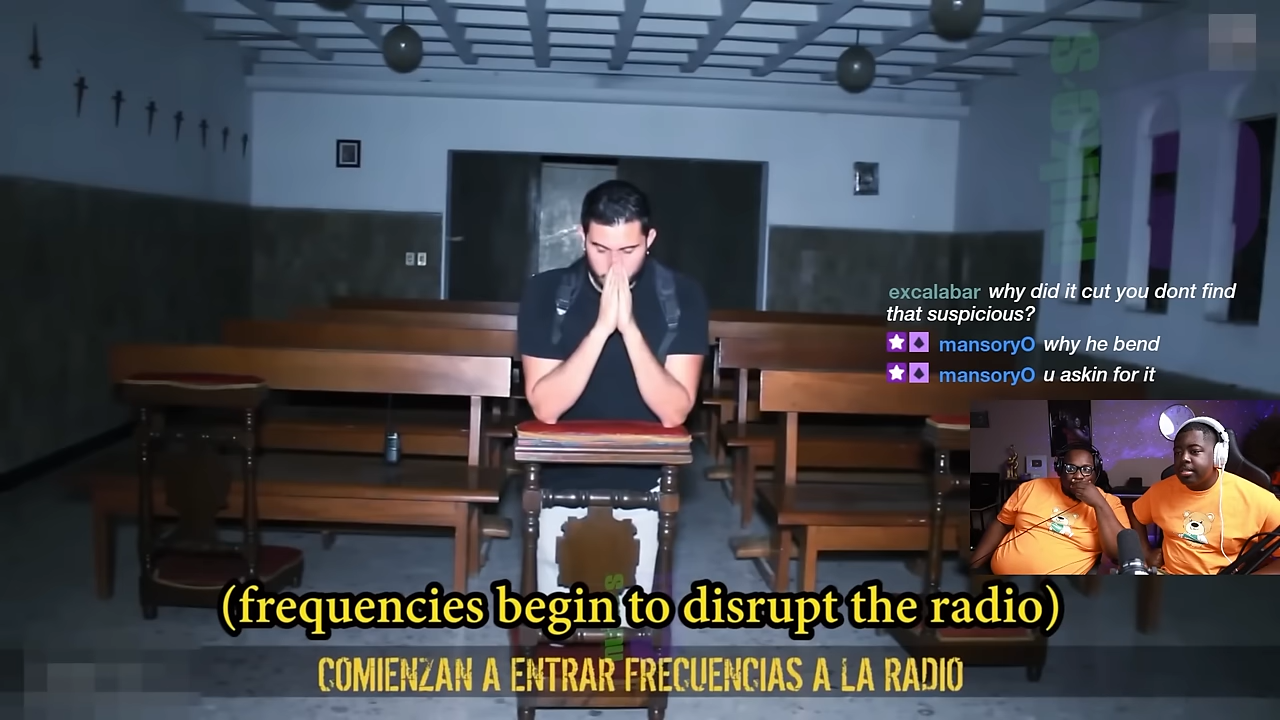 excalabar why did it cut you dont find
that suspicious?
mansoryO why he bend
mansoryO u askin for it
(frequencies begin to disrupt the radio)
COMIENZAN A ENTRAR FRECUENCIAS A LA RADIO